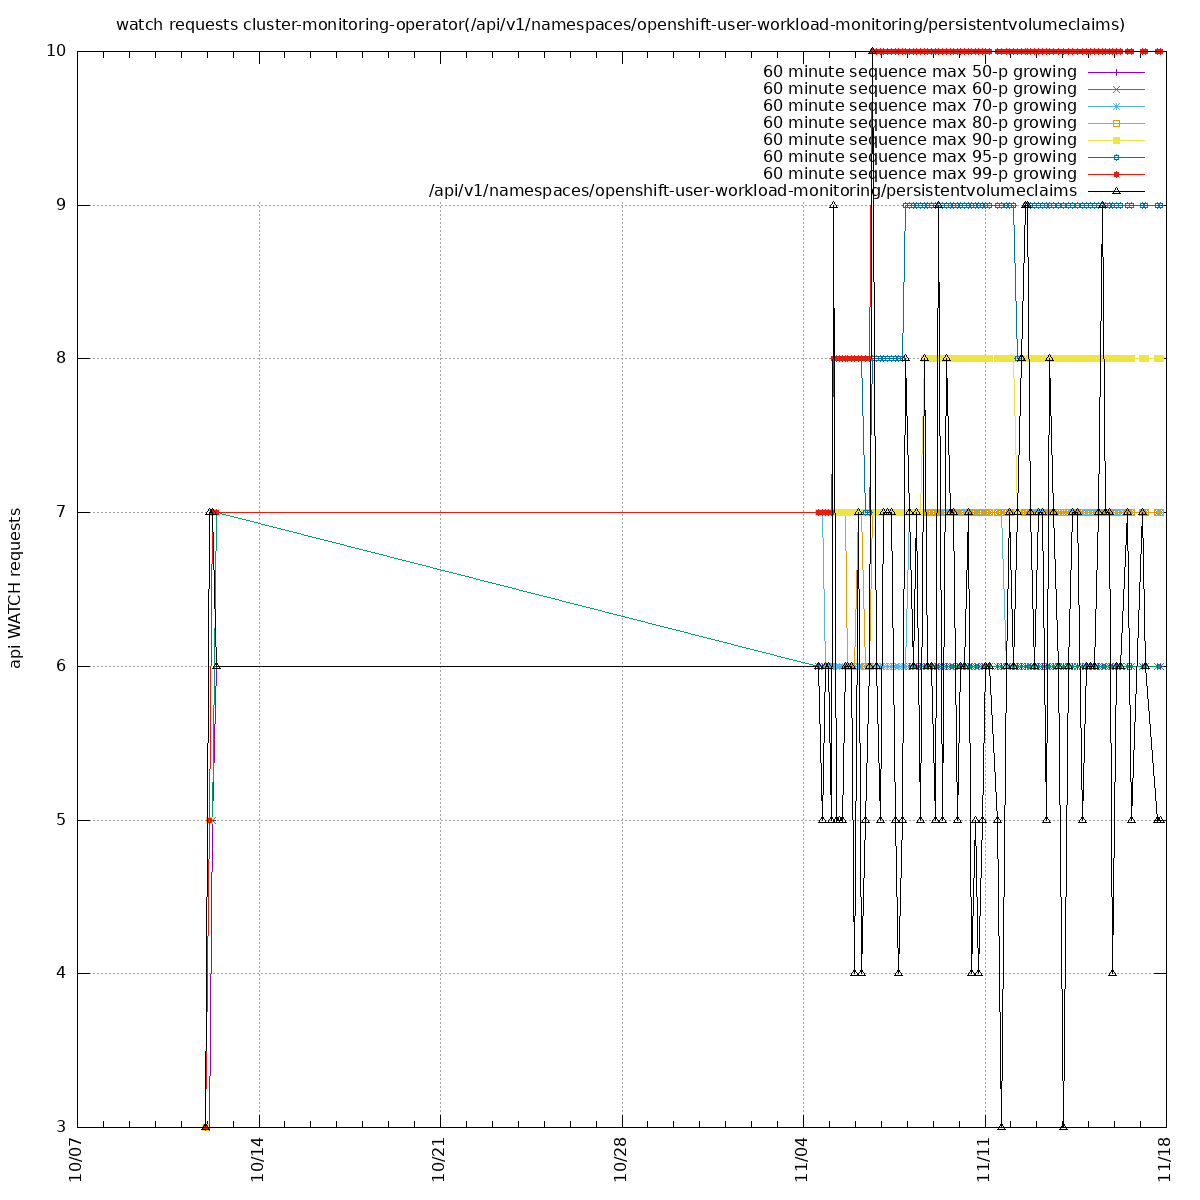 watch requests cluster-monitoring-operator(/api/v1/namespaces/openshift-user-workload-monitoring/persistentvolumeclaims)
60 minute sequence max 50-p growing
60 minute sequence max 60-p growing
60 minute sequence max 70-p growing
60 minute sequence max 80-p growing
60 minute sequence max 90-p growing
60 minute sequence max 95-p growing
60 minute sequence max 99-p growing
/api/v1/namespaces/openshift-user-workload-monitoring/persistentvolumeclaims
api WATCH requests
10
9
8
7
6
5
4
3
10/07
10/14
10/21
10/28
11/04
11/11
11/18